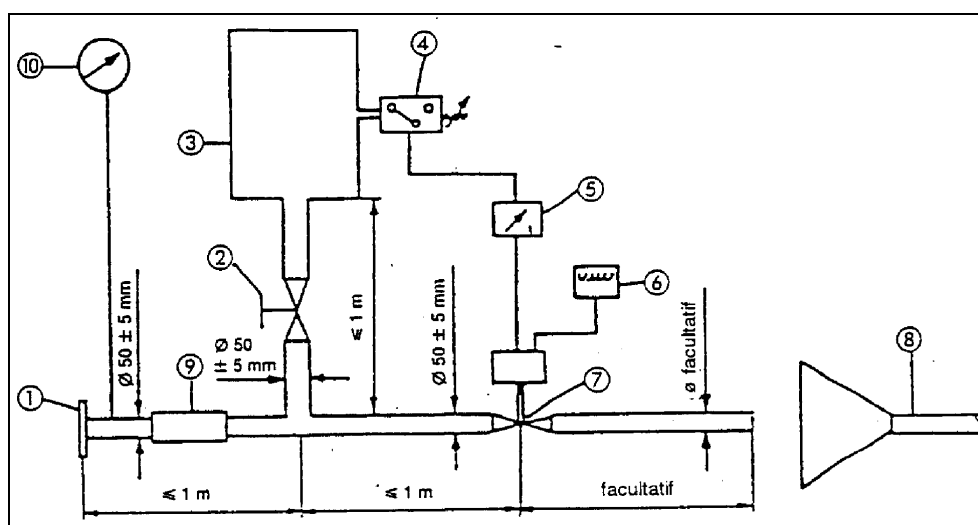 10
4
3
5
2
6
Ø 50 ± 5 mm
Ø 50
± 5 mm
≤ 1 m
Ø 50 ± 5 mm
ø facultatif
9
7
8
1
≤ 1 m
≤ 1 m
facultatif